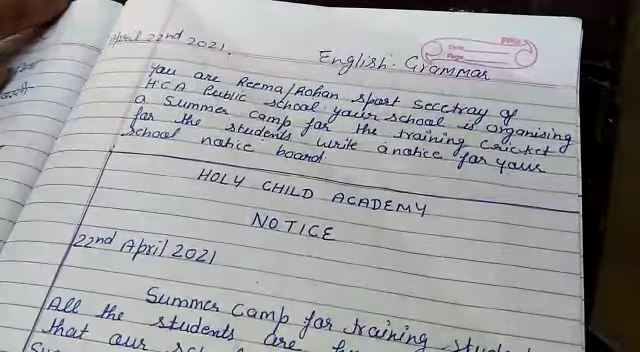 April 22nd 2021.
English: Grammar
Date
Page
You are Reema/Rohan sport secctray of
HCA Public school. your school is organising
a Summer camp for the training cricket
for the students write a notice for your
school notice board.
HOLY CHILD ACADEMY
NOTICE
22nd April 2021
Summer camp for training
All the students are
that our